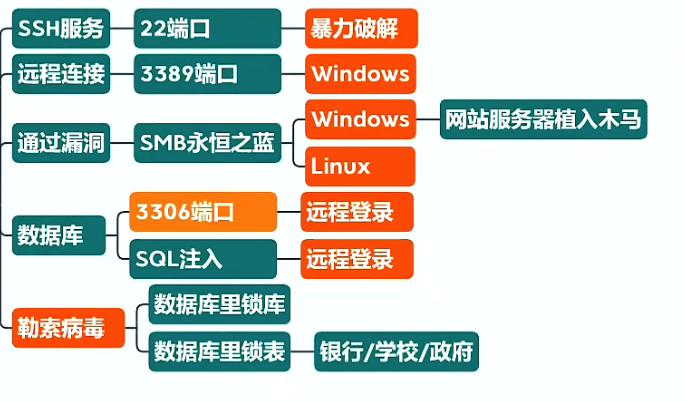 SSH服务 22端口 暴力破解
远程连接 3389端口 Windows
通过漏洞 SMB永恒之蓝 Windows 网站服务器植入木马
Linux
数据库 3306端口 远程登录
SQL注入 远程登录
勒索病毒 数据库里锁库
数据库里锁表 银行/学校/政府